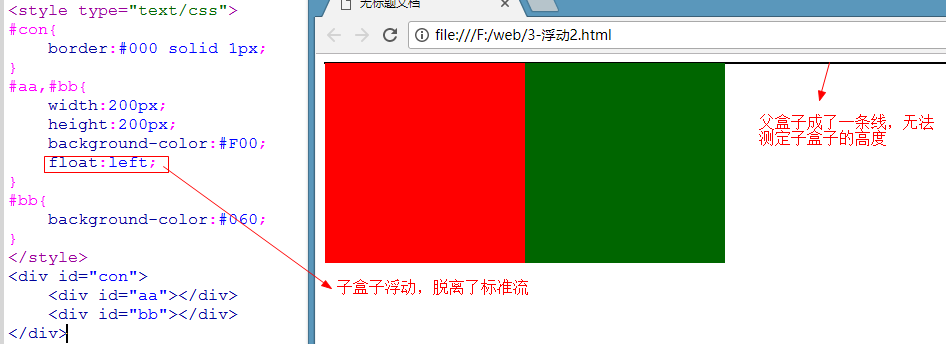 <style type="text/css">
#con{
border:#000 solid 1px;
}
#aa,#bb{
width:200px;
height:200px;
background-color:#F00;
float:left;
}
#bb{
background-color:#060;
}
</style>
<div id="con">
<div id="aa"></div>
<div id="bb"></div>
</div>
无标题文档
file:///F:/web/3-浮动2.html
父盒子成了一条线，无法
测定子盒子的高度
子盒子浮动，脱离了标准流